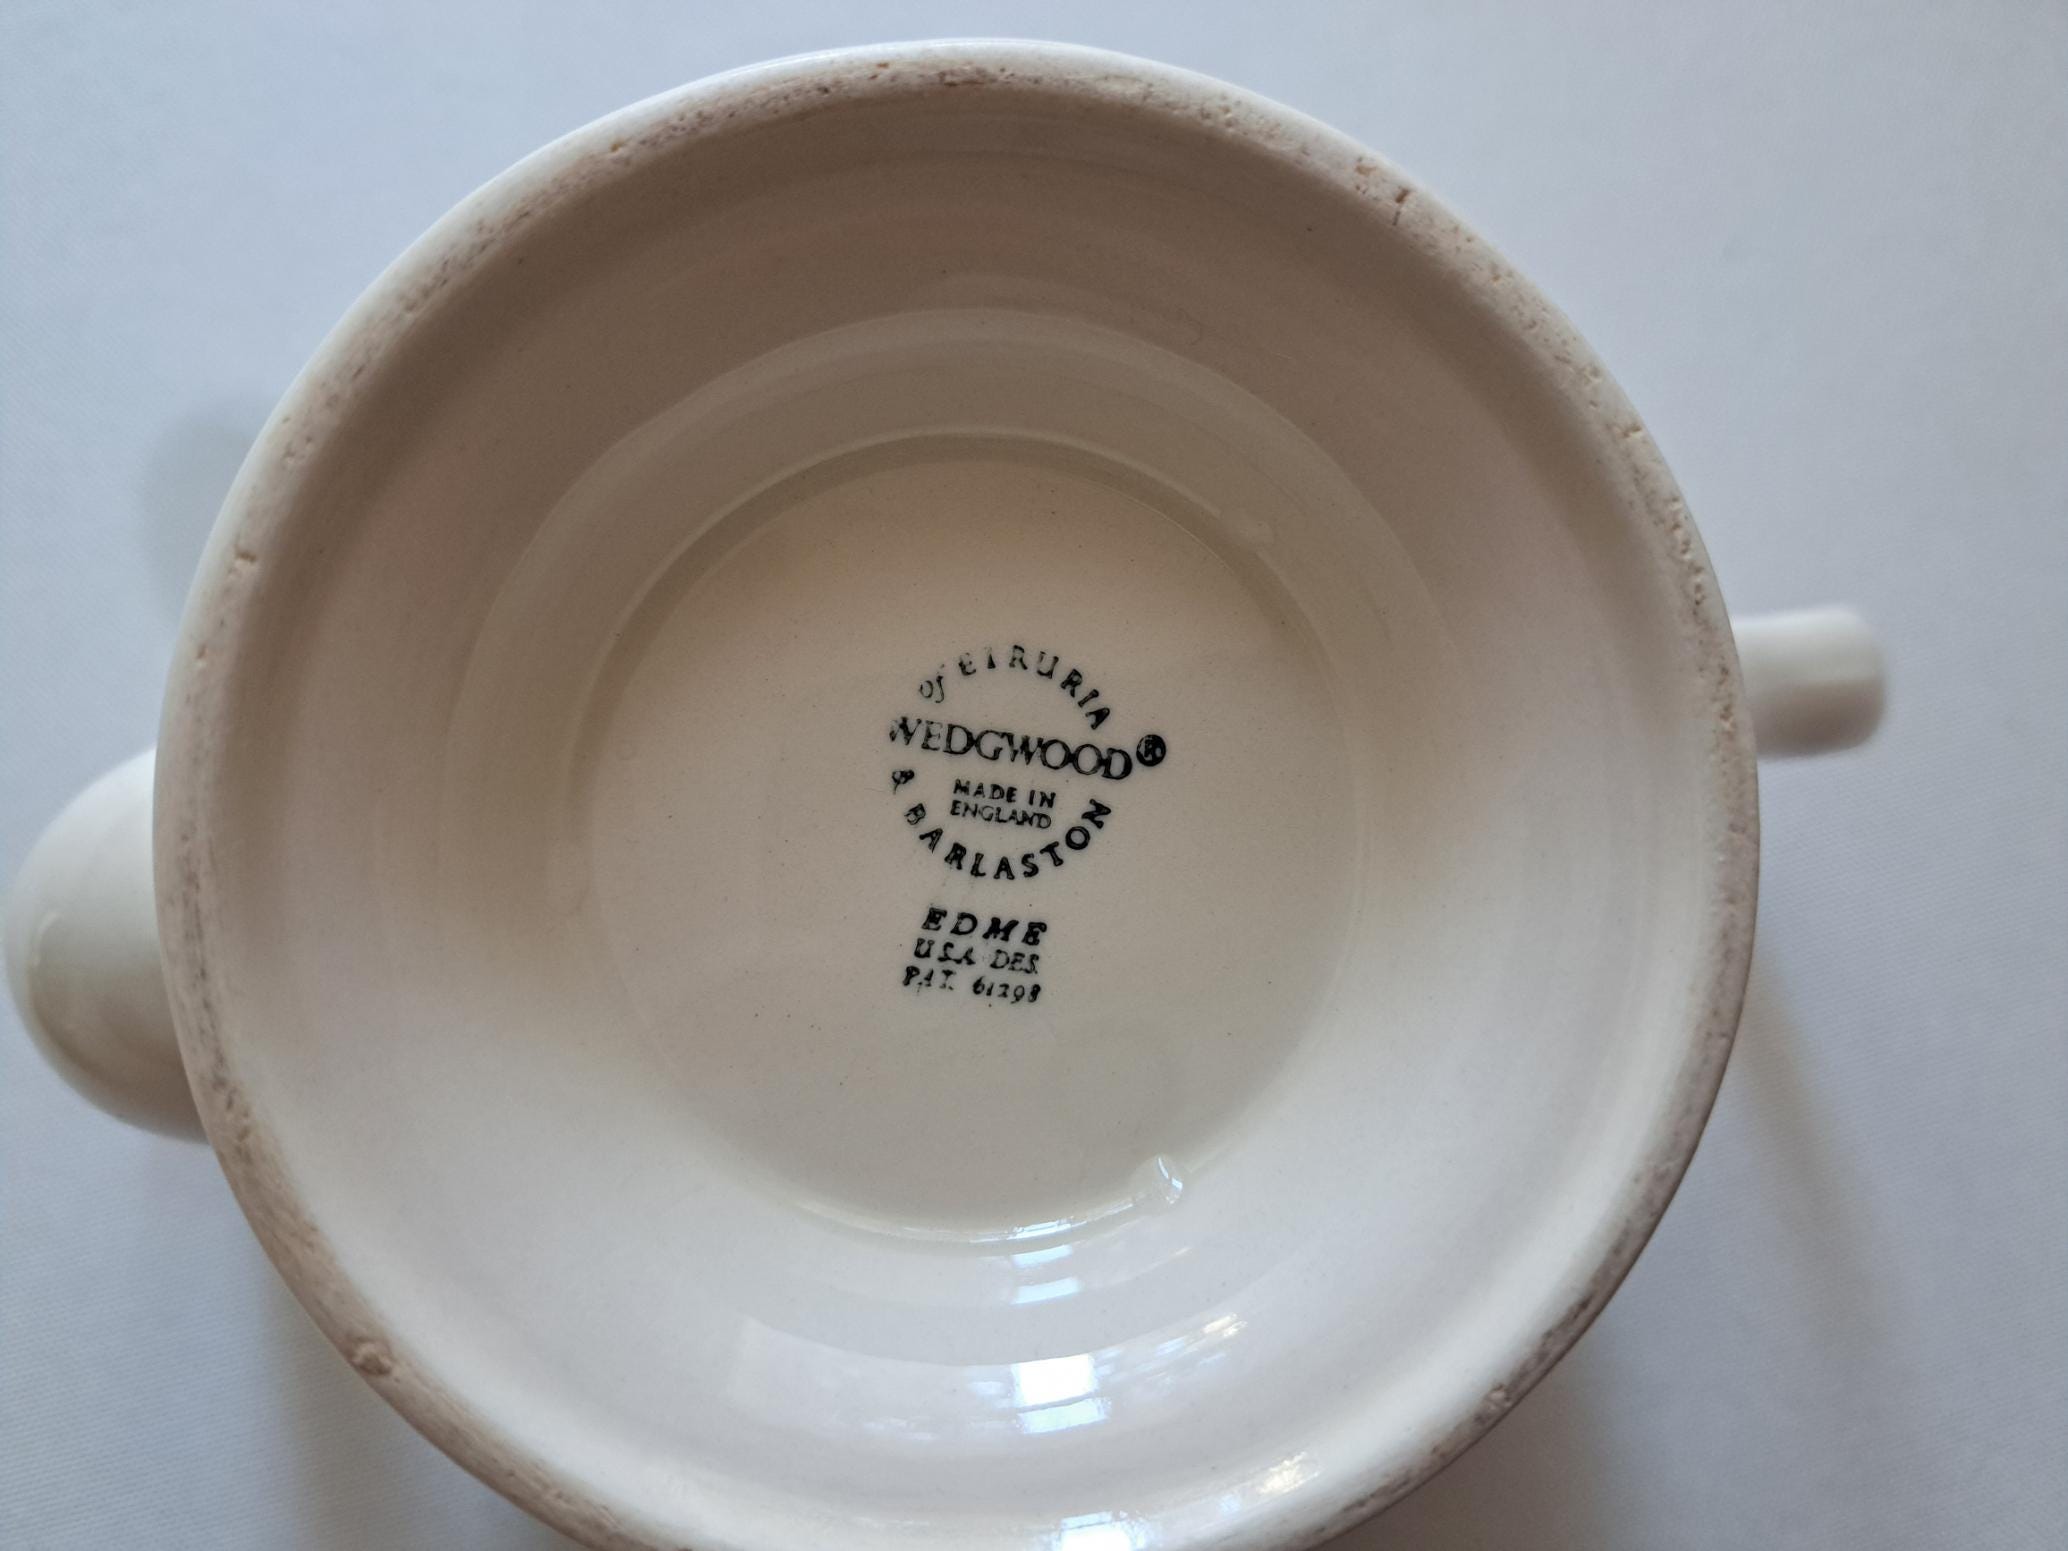 of ETRURIA
WEDGWOOD®
MADE IN
ENGLAND
& BARLASTON
EDME
U.S.A. DES.
PAT. 61298